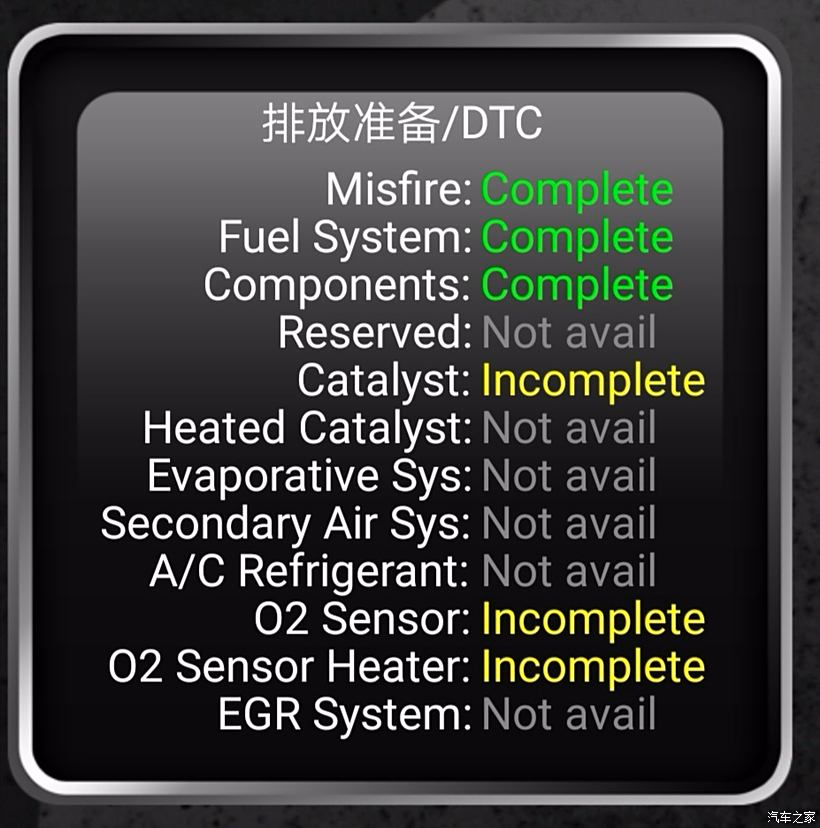 排放准备/DTC
Misfire: Complete
Fuel System: Complete
Components: Complete
Reserved: Not avail
Catalyst: Incomplete
Heated Catalyst: Not avail
Evaporative Sys: Not avail
Secondary Air Sys: Not avail
A/C Refrigerant: Not avail
O2 Sensor: Incomplete
O2 Sensor Heater: Incomplete
EGR System: Not avail
汽车之家